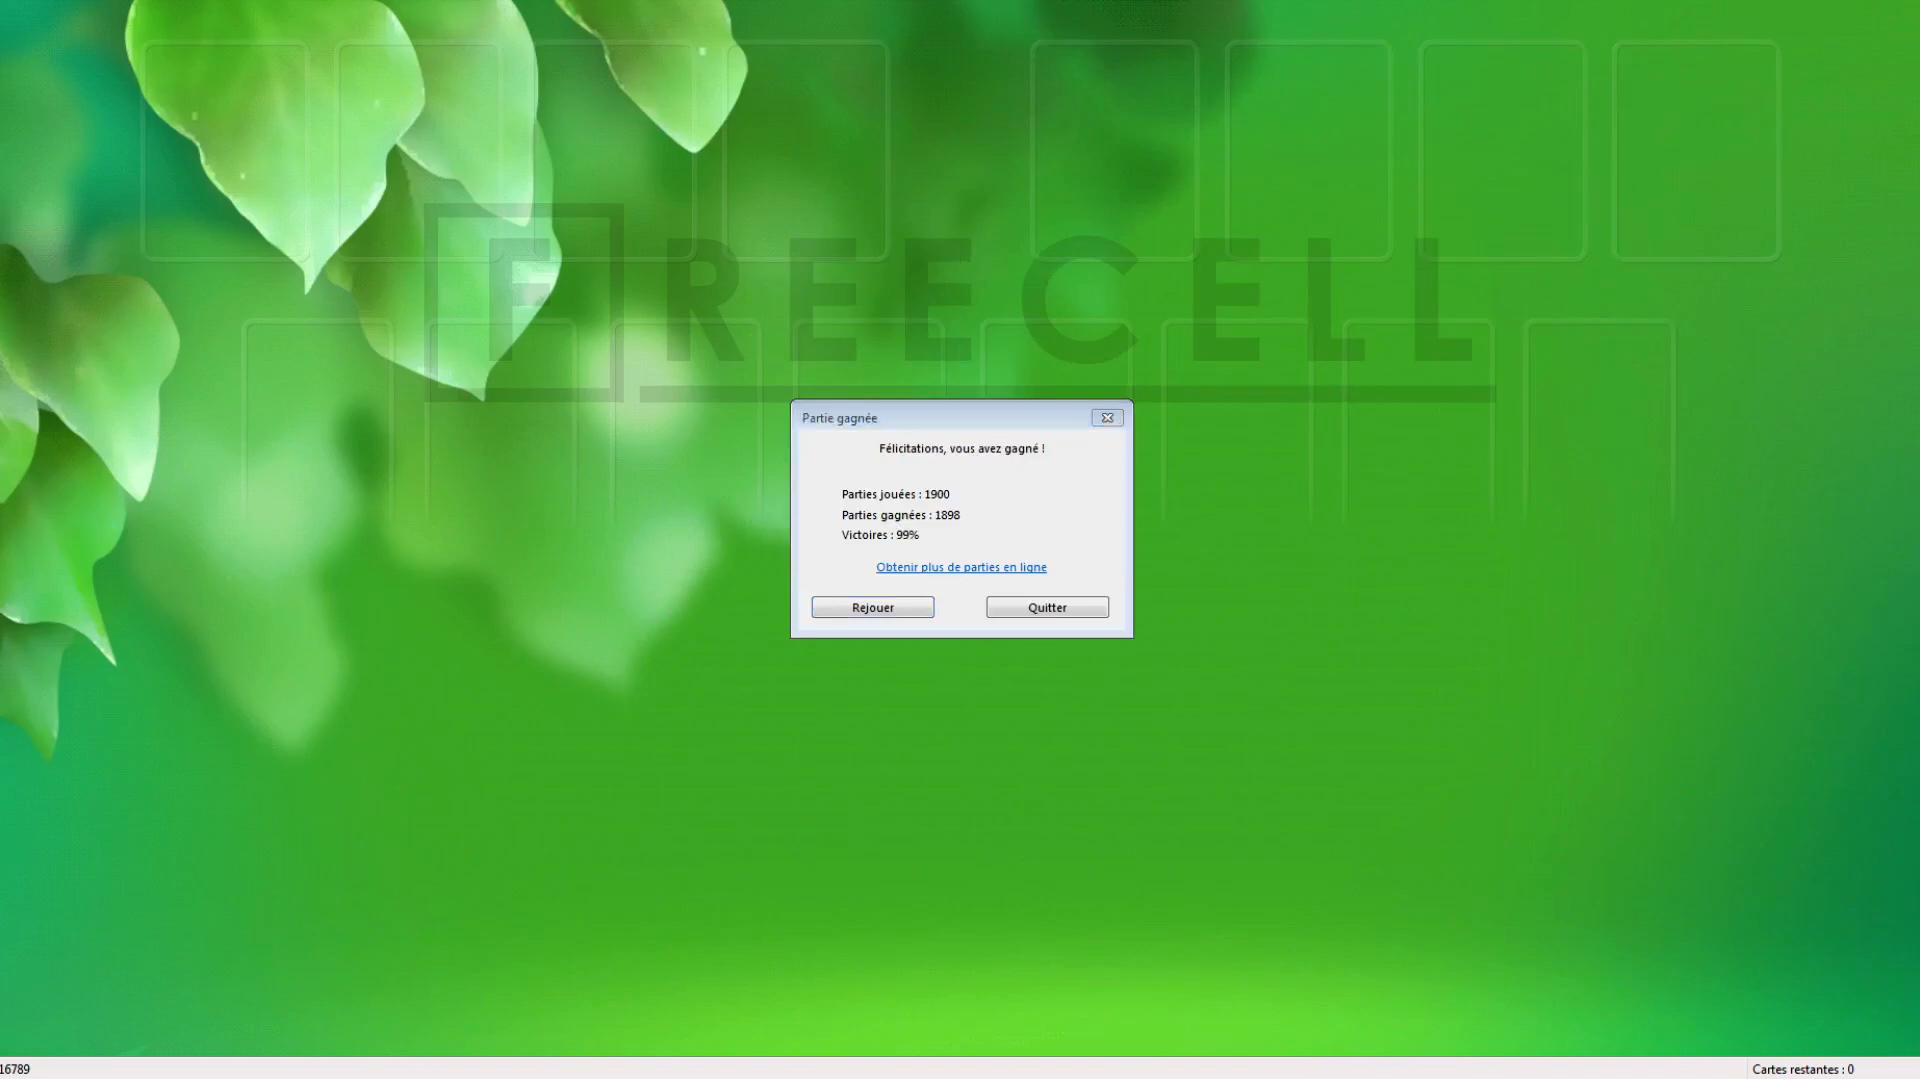 FREECELL
Partie gagnée
Félicitations, vous avez gagné !
Parties jouées : 1900
Parties gagnées : 1898
Victoires : 99%
Obtenir plus de parties en ligne
Rejouer
Quitter
16789
Cartes restantes : 0